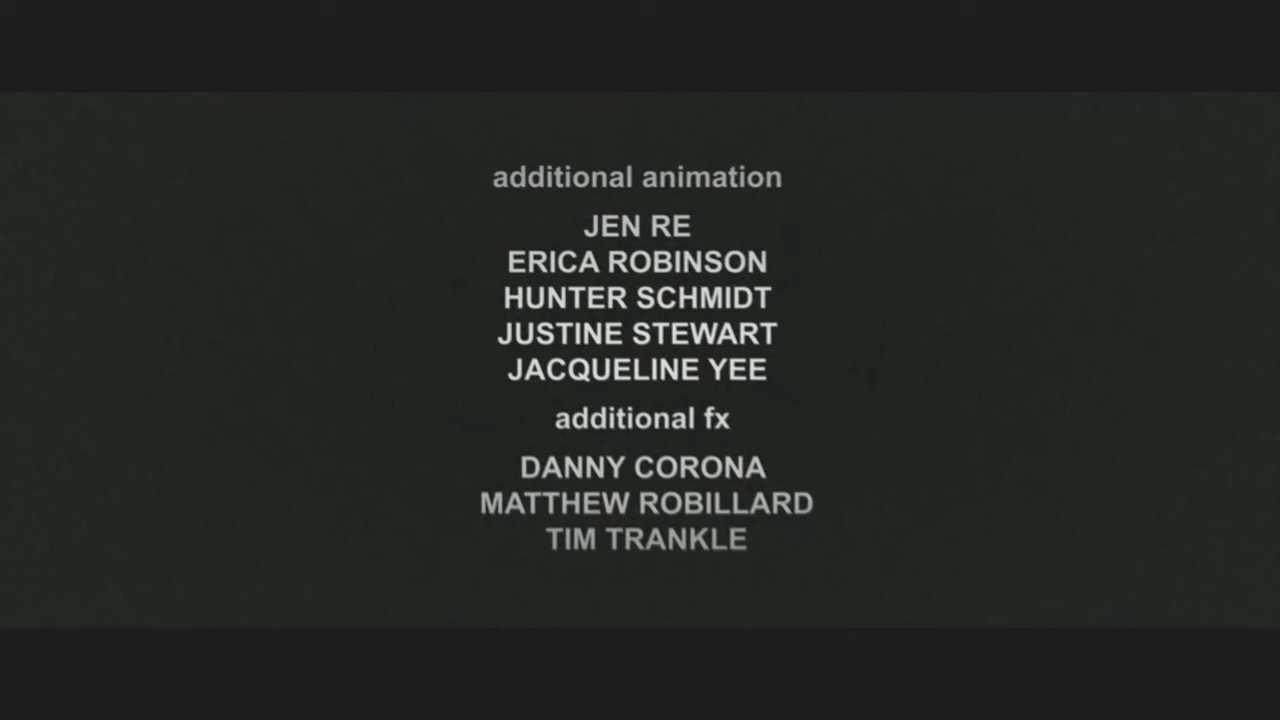 additional animation
JEN RE
ERICA ROBINSON
HUNTER SCHMIDT
JUSTINE STEWART
JACQUELINE YEE
additional fx
DANNY CORONA
MATTHEW ROBILLARD
TIM TRANKLE